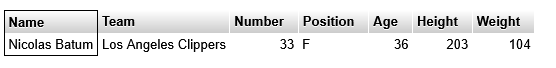 Name Team Number Position Age Height Weight
Nicolas Batum Los Angeles Clippers 33 F 36 203 104